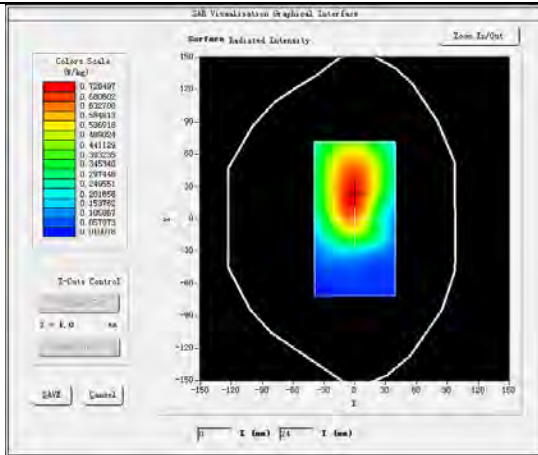 SAR Visualisation Graphical Interface
Surface Radiated Intensity
Zoom In/Out
Colors Scale
(W/kg)
0.728497
0.680602
0.632708
0.584813
0.536918
0.489024
0.441129
0.393235
0.345340
0.297446
0.249551
0.201656
0.153762
0.105867
0.057973
0.010078
150
120
90
60
30
0
-30
-60
-90
-120
-150
Y
-150 -120 -90 -60 -30 0 30 60 90 120 150
X
Z-Cuts Control
mm
SAVE
Cancel
0 X (mm) 24 Y (mm)